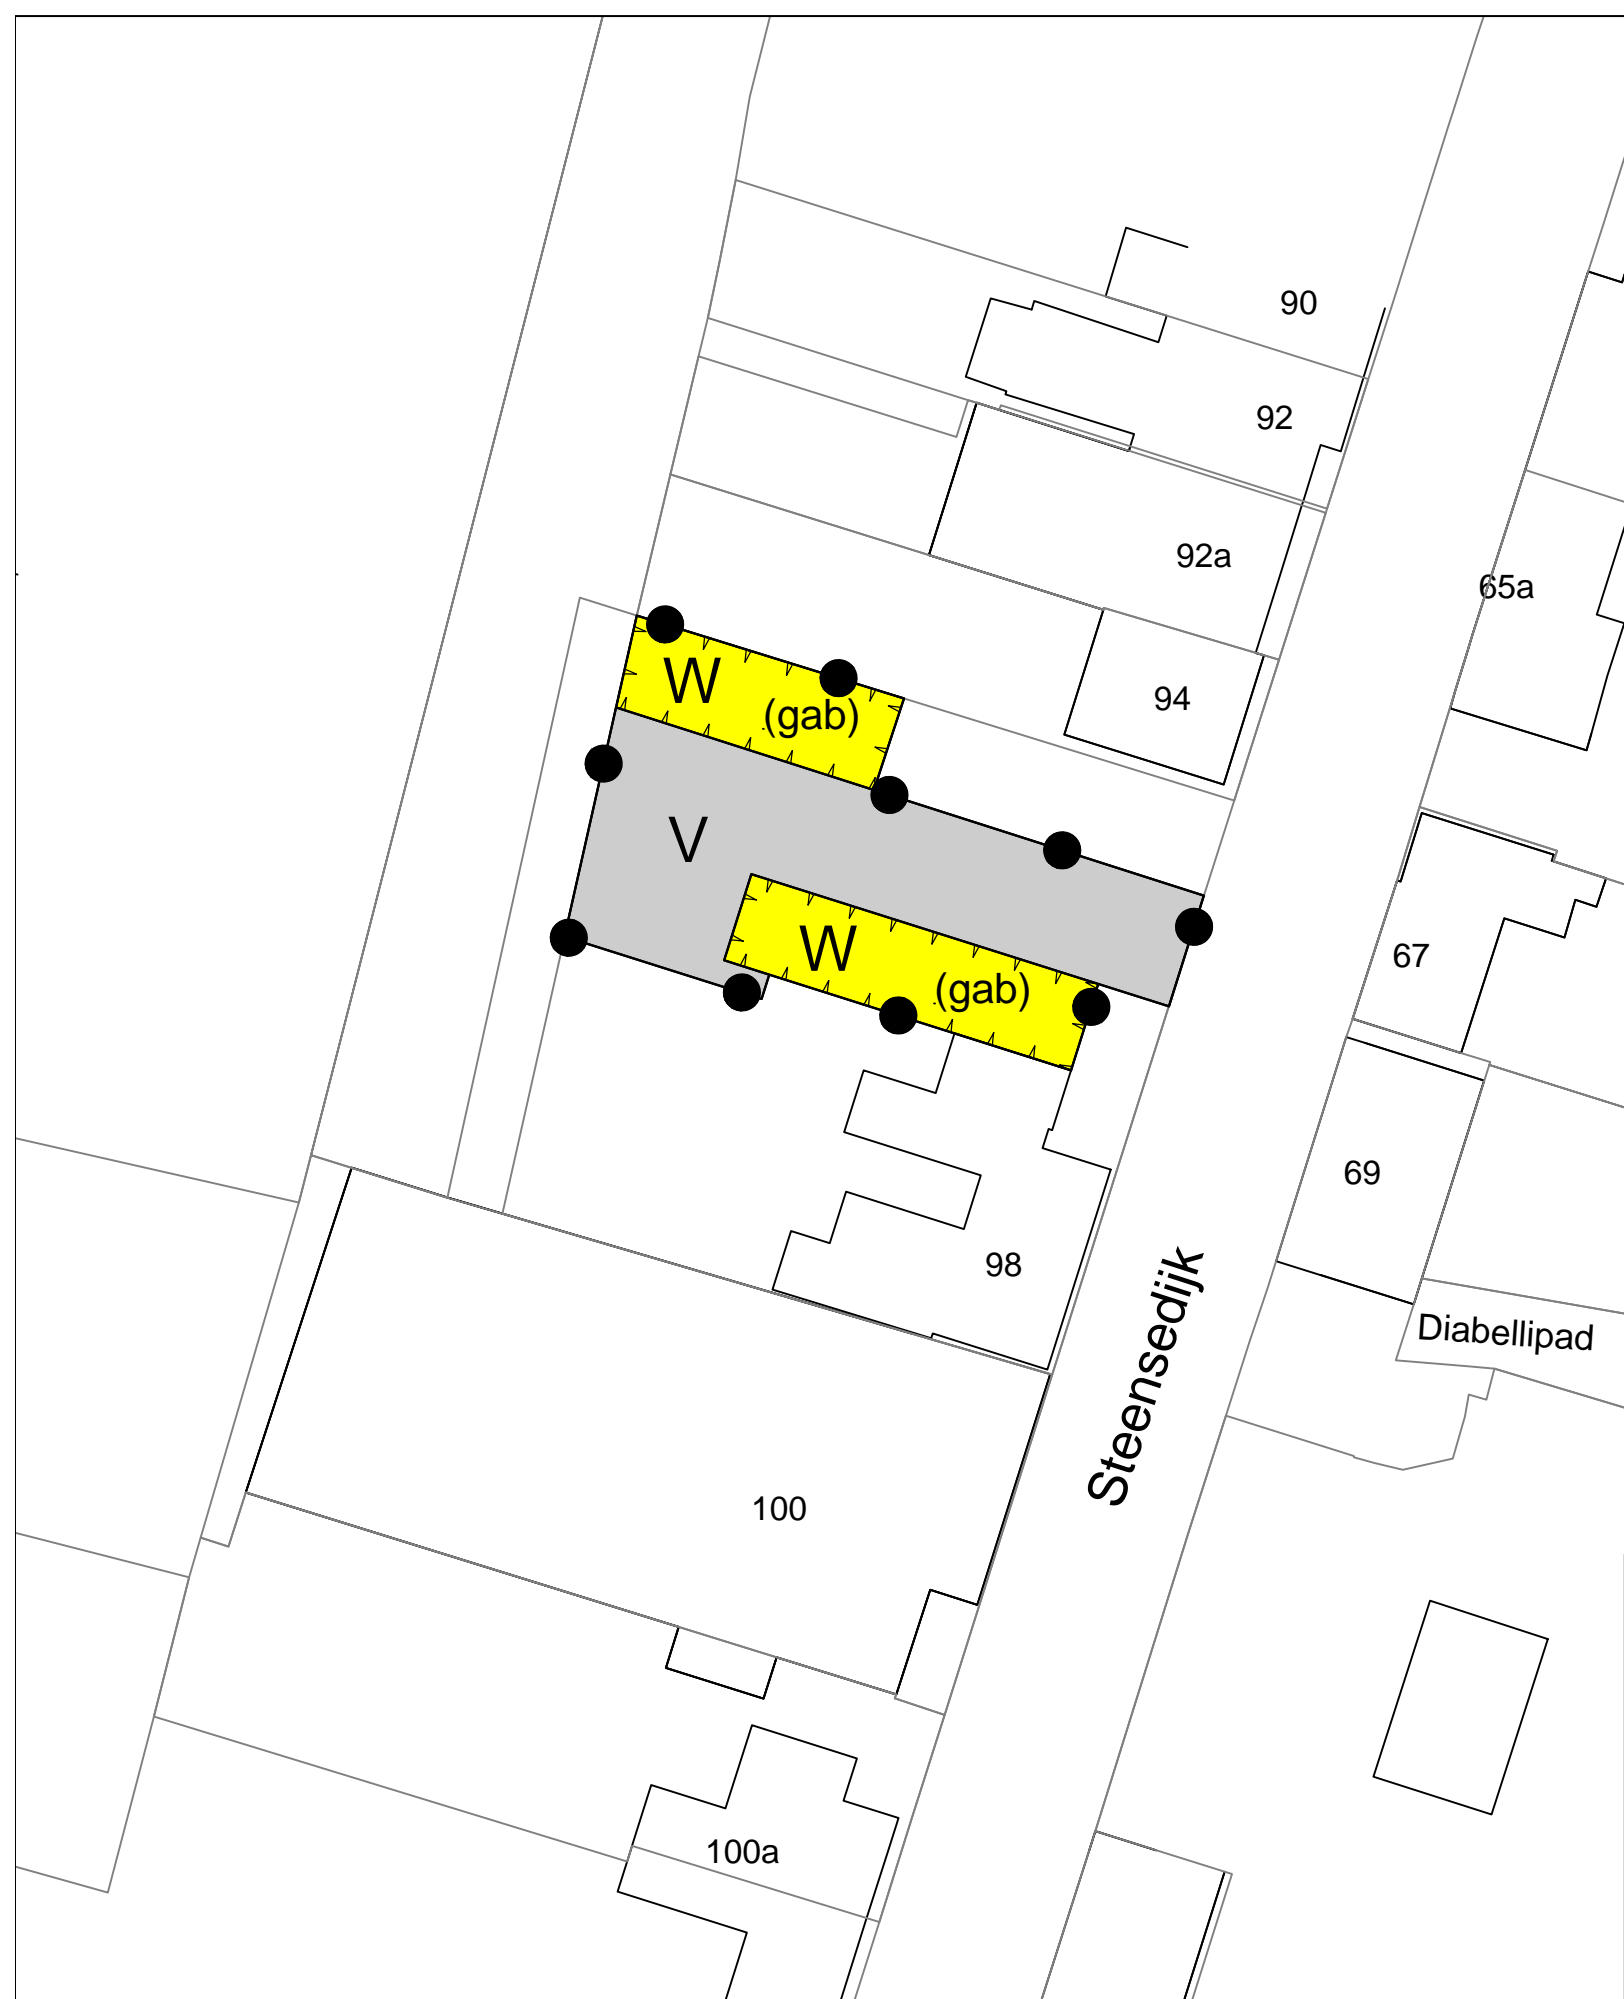 90
92
92a
65a
W
(gab)
94
V
W
(gab)
67
69
98
Steensedijk
Diabellipad
100
100a